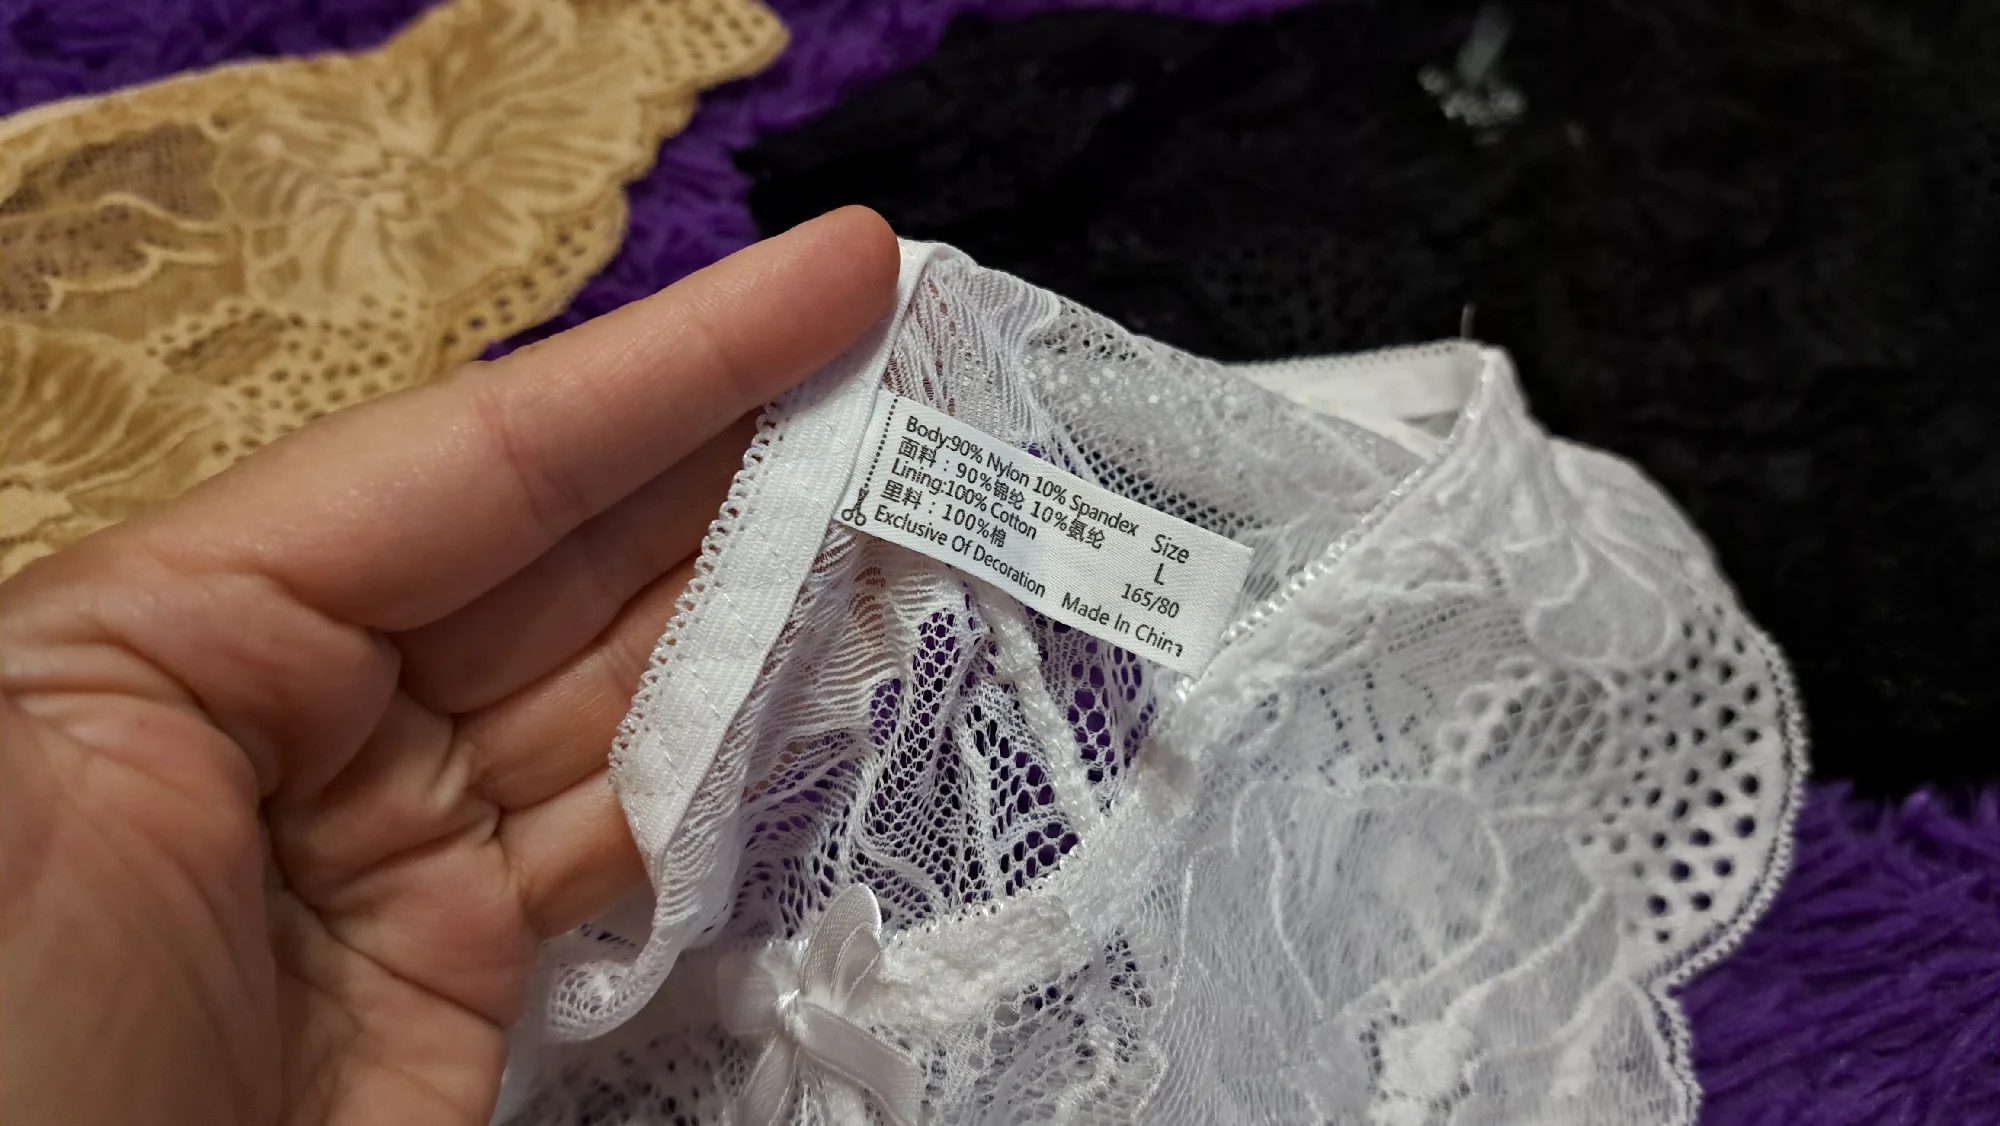 Body:90% Nylon 10% Spandex
面料：90%锦纶 10%氨纶
Lining:100% Cotton
里料：100%棉
Exclusive Of Decoration
Size
L
165/80
Made In China